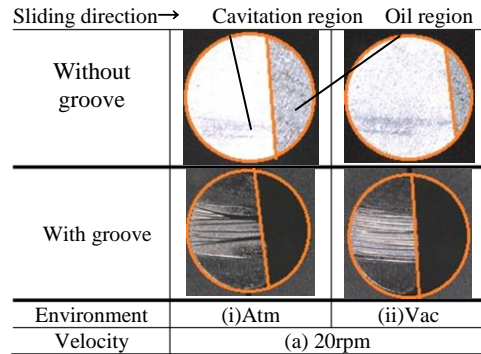 Sliding direction→ Cavitation region Oil region
Without
groove
With groove
Environment (i)Atm (ii)Vac
Velocity (a) 20rpm